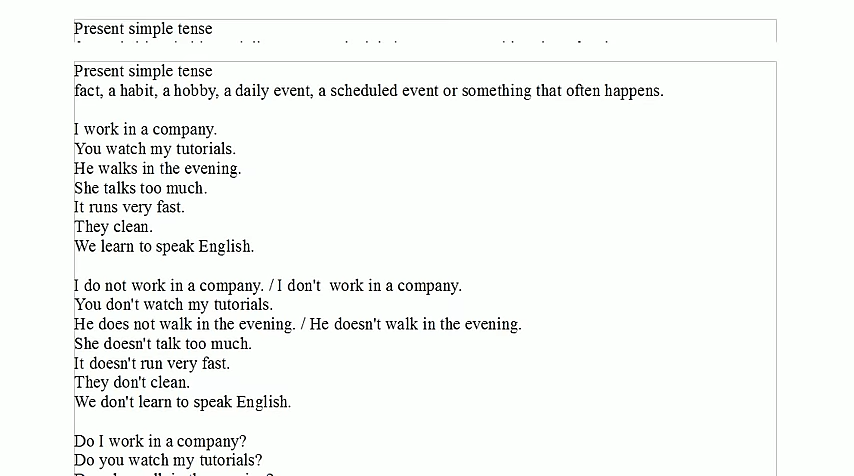 Present simple tense
Present simple tense
fact, a habit, a hobby, a daily event, a scheduled event or something that often happens.
I work in a company.
You watch my tutorials.
He walks in the evening.
She talks too much.
It runs very fast.
They clean.
We learn to speak English.
I do not work in a company. / I don't  work in a company.
You don't watch my tutorials.
He does not walk in the evening. / He doesn't walk in the evening.
She doesn't talk too much.
It doesn't run very fast.
They don't clean.
We don't learn to speak English.
Do I work in a company?
Do you watch my tutorials?